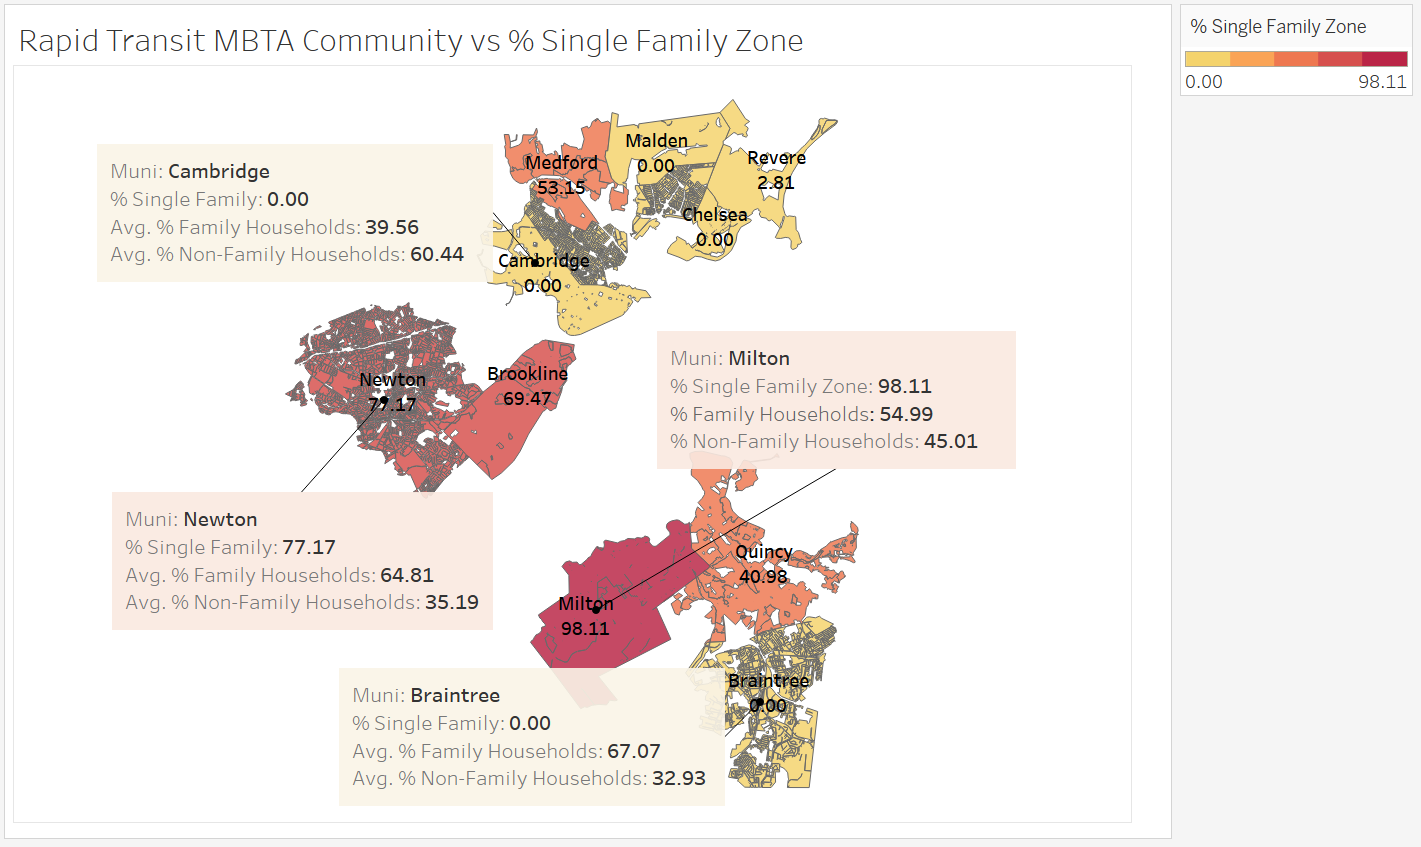 Rapid Transit MBTA Community vs % Single Family Zone
% Single Family Zone
0.00 98.11
Malden
0.00
Medford
53.15
Revere
2.81
Chelsea
0.00
Muni: Cambridge
% Single Family: 0.00
Avg. % Family Households: 39.56
Avg. % Non-Family Households: 60.44
Cambridge
0.00
Muni: Milton
% Single Family Zone: 98.11
% Family Households: 54.99
% Non-Family Households: 45.01
Brookline
69.47
Newton
77.17
Muni: Newton
% Single Family: 77.17
Avg. % Family Households: 64.81
Avg. % Non-Family Households: 35.19
Quincy
40.98
Milton
98.11
Braintree
0.00
Muni: Braintree
% Single Family: 0.00
Avg. % Family Households: 67.07
Avg. % Non-Family Households: 32.93